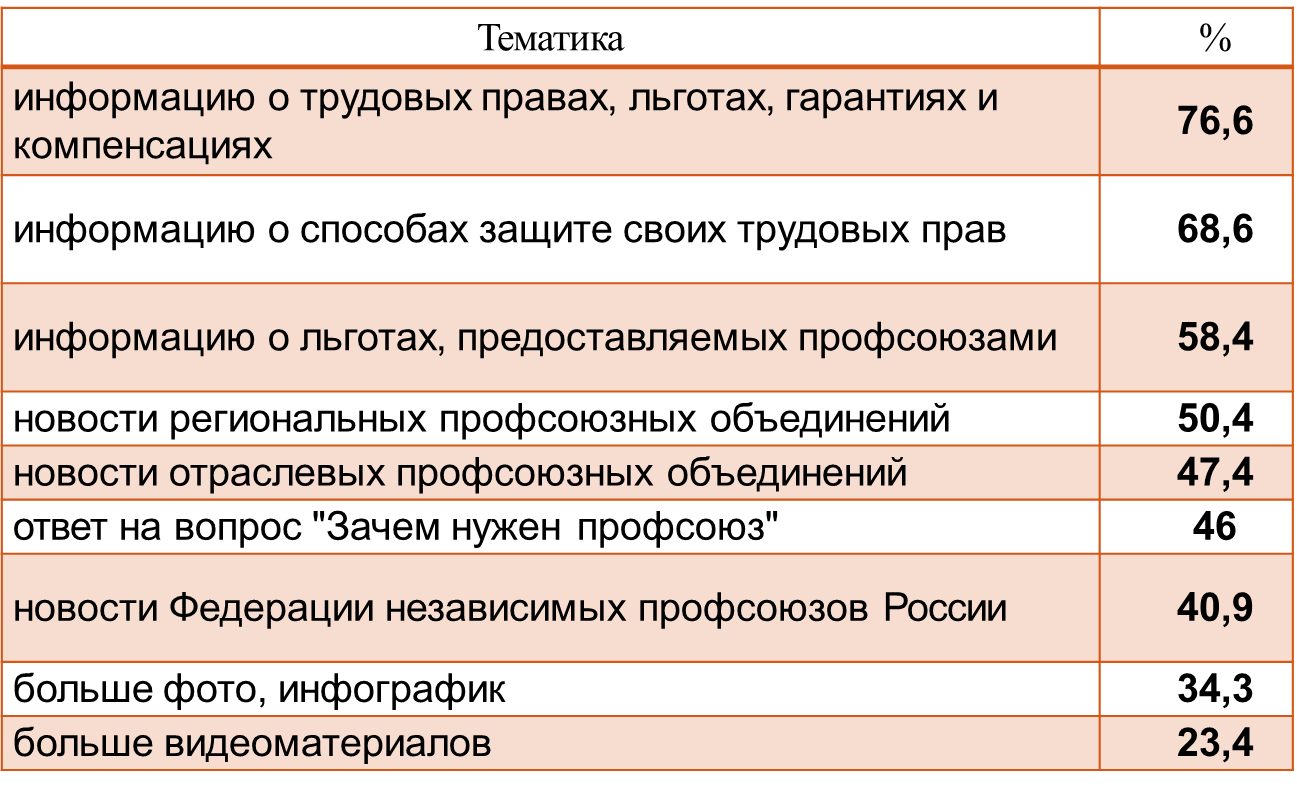 Тематика %
информацию о трудовых правах, льготах, гарантиях и
компенсациях 76,6
информацию о способах защите своих трудовых прав 68,6
информацию о льготах, предоставляемых профсоюзами 58,4
новости региональных профсоюзных объединений 50,4
новости отраслевых профсоюзных объединений 47,4
ответ на вопрос "Зачем нужен профсоюз" 46
новости Федерации независимых профсоюзов России 40,9
больше фото, инфографик 34,3
больше видеоматериалов 23,4